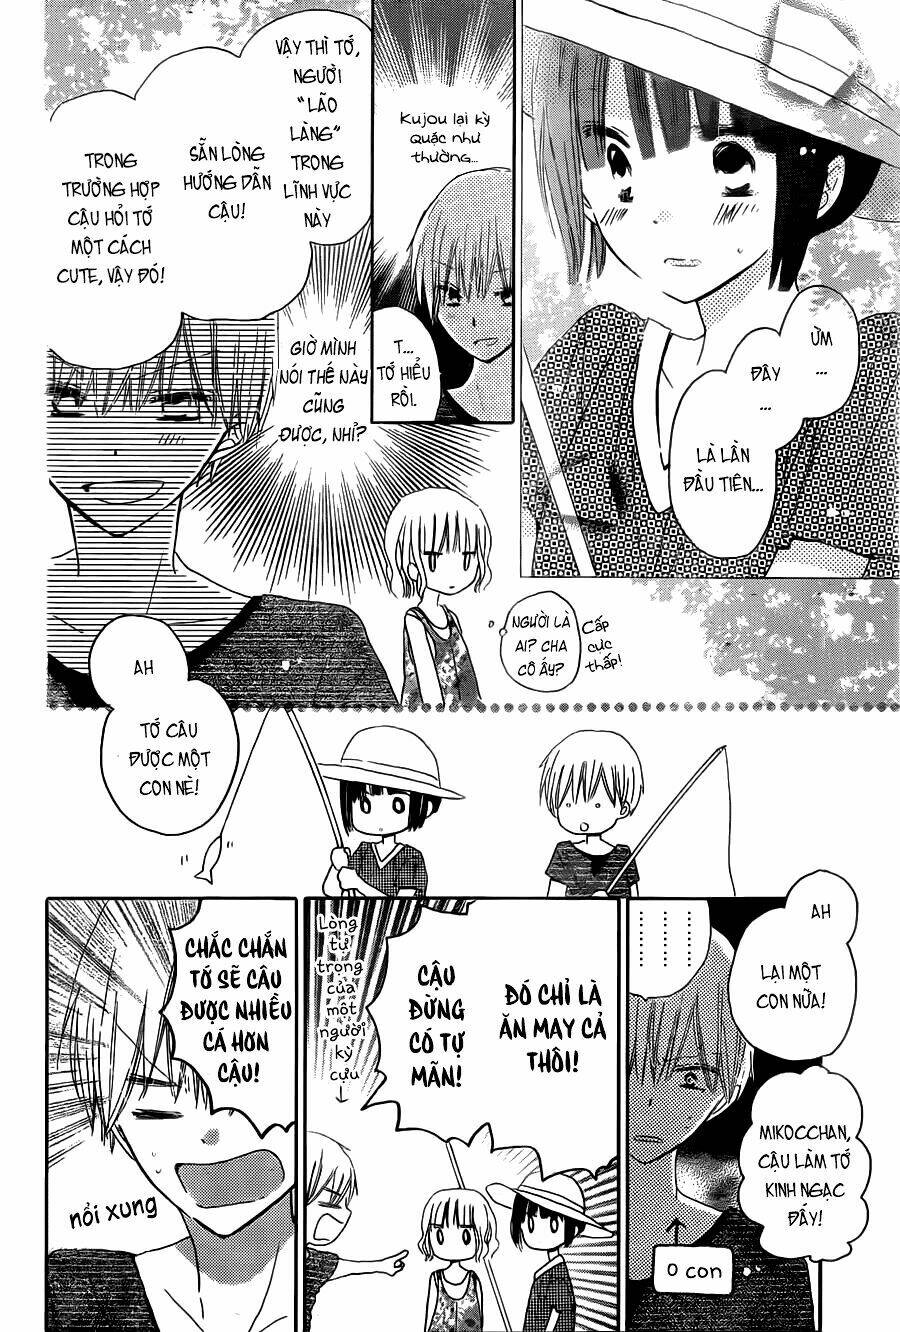 ỪM
...
ĐÂY
...
LÀ LẦN
ĐẦU TIÊN...
Kujou lại kỳ
quặc như
thường...
T...
TỚ HIỂU
RỒI.
VẬY THÌ TỚ,
NGƯỜI
"LÃO
LÀNG"
TRONG
LĨNH VỰC
NÀY
SẴN LÒNG
HƯỚNG DẪN
CẬU!
TRONG
TRƯỜNG HỢP
CẬU HỎI TỚ
MỘT CÁCH
CUTE, VẬY ĐÓ!
GIỜ MÌNH
NÓI THẾ NÀY
CŨNG
ĐƯỢC, NHỈ?
NGƯỜI LÀ
AI? CHA
CÔ ẤY?
Cấp
cực
thấp!
AH
TỚ CÂU
ĐƯỢC MỘT
CON NÈ!
AH
LẠI MỘT
CON NỮA!
MIKOCCHAN,
CẬU LÀM TỚ
KINH NGẠC
ĐẤY!
0 con
ĐÓ CHỈ LÀ
ĂN MAY CẢ
THÔI!
CẬU
ĐỪNG
CÓ TỰ
MÃN!
Lòng
tự
trọng
của
một
người
kỳ
cựu
CHẮC CHẮN
TỚ SẼ CÂU
ĐƯỢC NHIỀU
CÁ HƠN
CẬU!
nổi xung